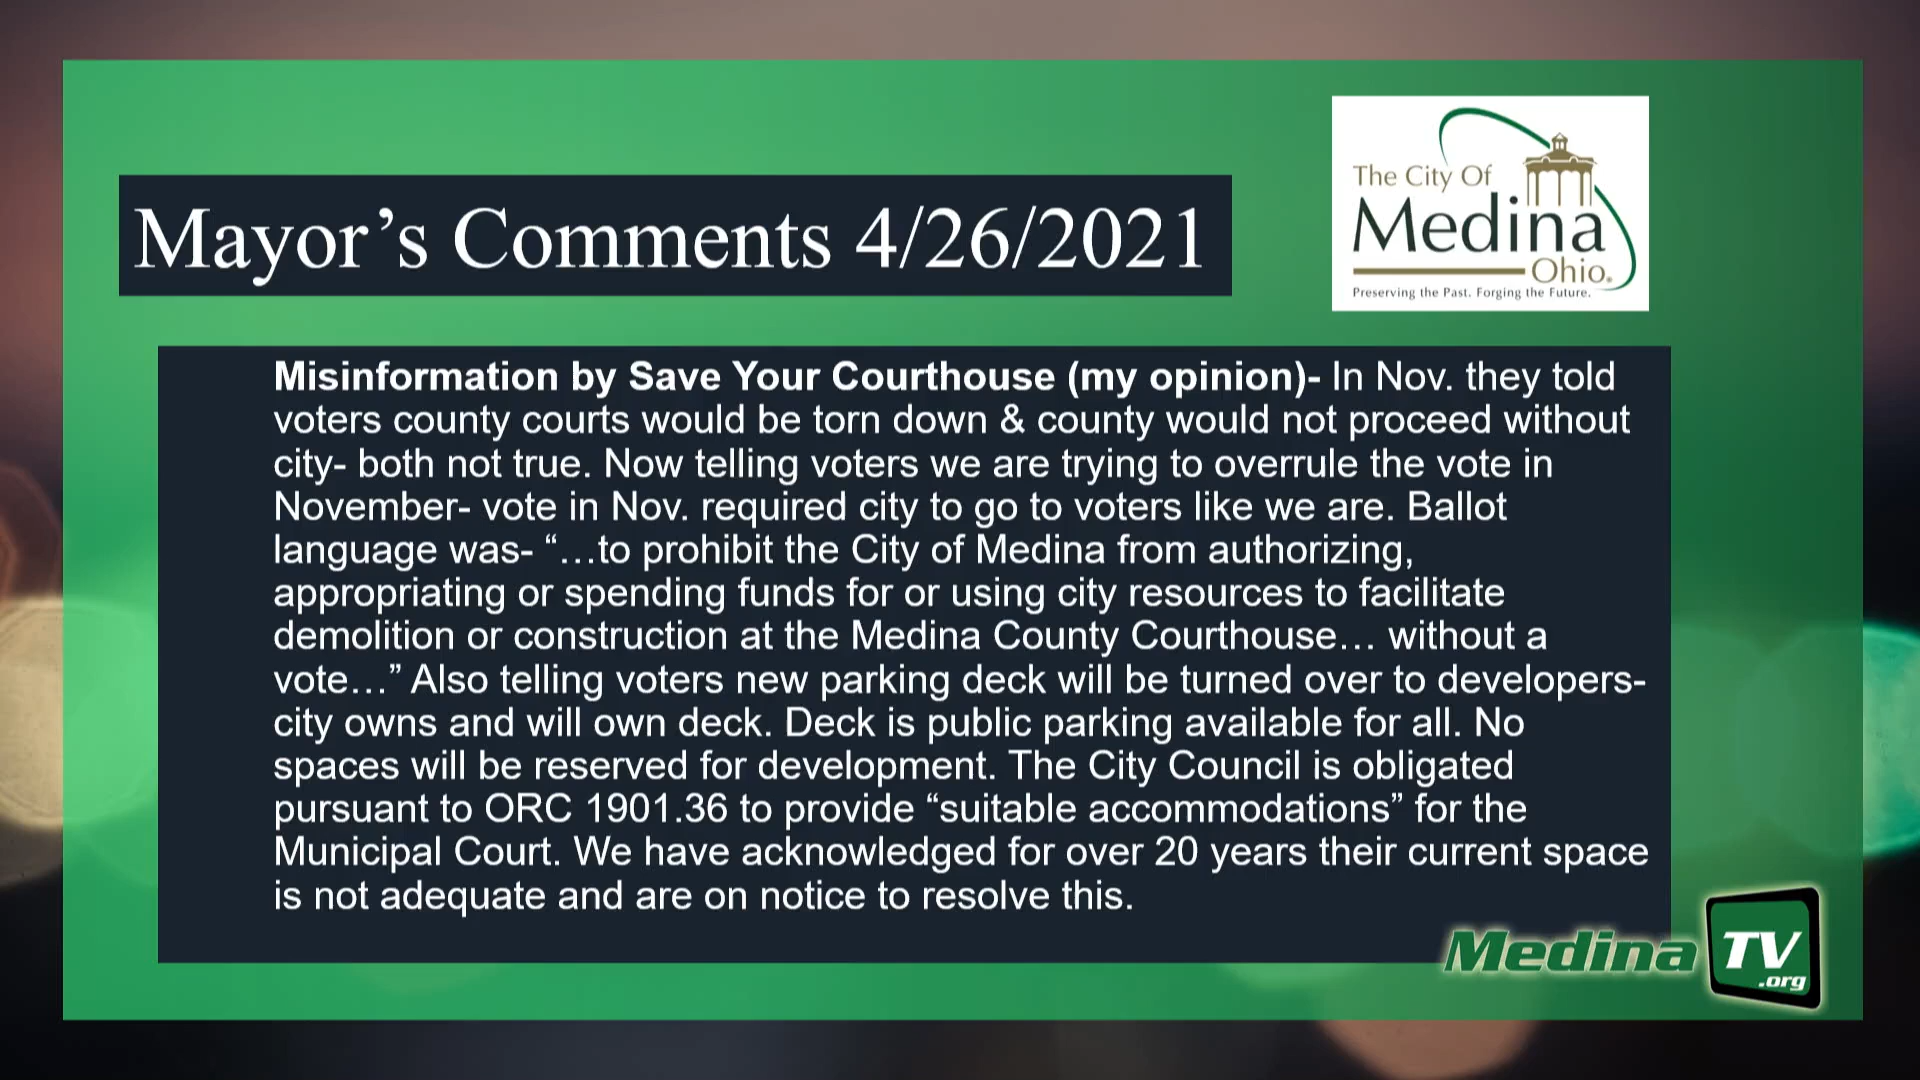 The City Of
Medina
Ohio.
Preserving the Past. Forging the Future.
Mayor’s Comments 4/26/2021
Misinformation by Save Your Courthouse (my opinion)- In Nov. they told
voters county courts would be torn down & county would not proceed without
city- both not true. Now telling voters we are trying to overrule the vote in
November- vote in Nov. required city to go to voters like we are. Ballot
language was- “…to prohibit the City of Medina from authorizing,
appropriating or spending funds for or using city resources to facilitate
demolition or construction at the Medina County Courthouse… without a
vote…” Also telling voters new parking deck will be turned over to developers-
city owns and will own deck. Deck is public parking available for all. No
spaces will be reserved for development. The City Council is obligated
pursuant to ORC 1901.36 to provide “suitable accommodations” for the
Municipal Court. We have acknowledged for over 20 years their current space
is not adequate and are on notice to resolve this.
Medina TV
.org